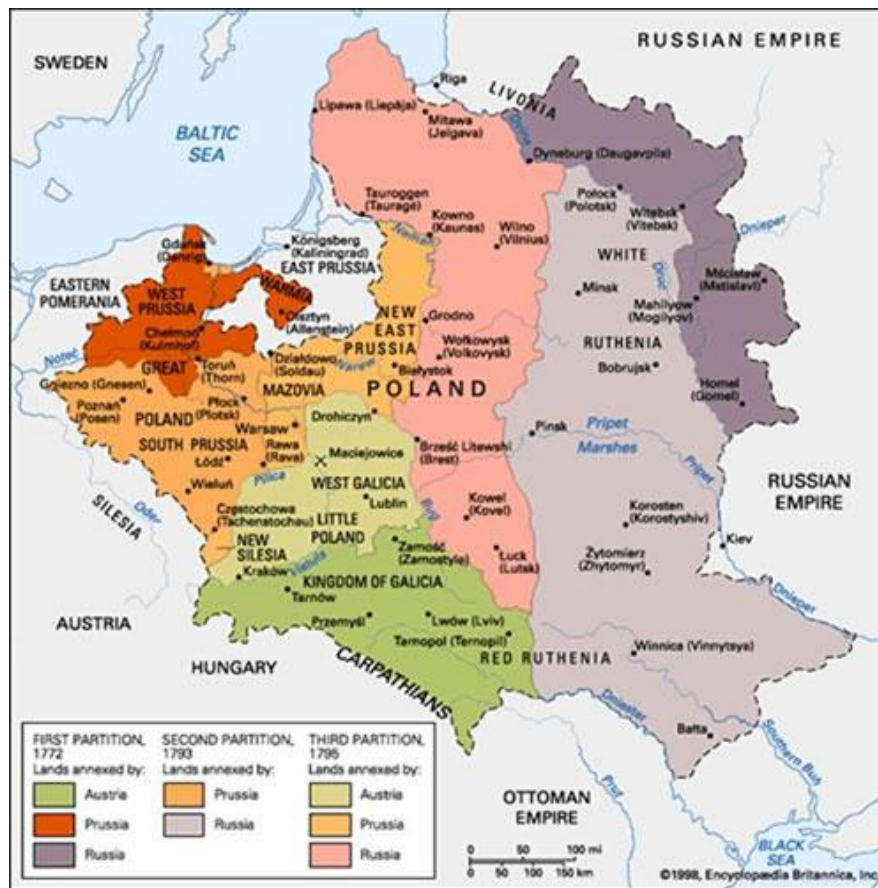 SWEDEN
RUSSIAN EMPIRE
Riga
LIVONIA
Lipawa (Liepāja)
Mitawa
(Jelgava)
BALTIC
SEA
Dvina
Dyneburg (Daugavpils)
Tauroggen
(Tauragė)
Połock
(Polotsk)
Witebsk
(Vitebsk)
Dnieper
Kowno
(Kaunas)
Wilno
(Vilnius)
Gdańsk
(Danzig)
Königsberg
(Kaliningrad)
EAST PRUSSIA
Neman
WHITE
Druc
Mścisław
(Mstislavl)
EASTERN
POMERANIA
WEST
PRUSSIA
WARMIA
Minsk
Mahilyow
(Mogilyov)
Olsztyn
(Allenstein)
NEW
EAST
PRUSSIA
Grodno
Chełmno
(Kulmhof)
RUTHENIA
Noteć
GREAT
Toruń
(Thorn)
Działdowo
(Soldau)
Wołkowysk
(Volkovysk)
Bobrujsk
Gniezno (Gnesen)
Narew
Białystok
MAZOVIA
POLAND
Homel
(Gomel)
Poznań
(Posen)
Płock
(Plotsk)
POLAND
Drohiczyn
Pinsk
Pripet
Marshes
Warsaw
SOUTH PRUSSIA
Rawa
(Rava)
Brześć Litewski
(Brest)
Łódź
Maciejowice
Pripet
RUSSIAN
EMPIRE
Wieluń
Pilica
WEST GALICIA
SILESIA
Oder
Lublin
Bug
Kowel
(Kovel)
Korosten
(Korostyshiv)
Częstochowa
(Tschenstochau)
LITTLE
POLAND
Kiev
NEW
SILESIA
Zamość
(Zamostyle)
Łuck
(Lutsk)
Żytomierz
(Zhytomyr)
Vistula
Kraków
KINGDOM OF GALICIA
Tarnów
Dnieper
AUSTRIA
Przemyśl
Lwów (Lviv)
Tarnopol (Ternopil)
Winnica (Vinnytsya)
RED RUTHENIA
HUNGARY
CARPATHIANS
Dniester
Bałta
Southern Buh
FIRST PARTITION,
1772
Lands annexed by:
Austria
Prussia
Russia
SECOND PARTITION,
1793
Lands annexed by:
Prussia
Russia
THIRD PARTITION,
1795
Lands annexed by:
Austria
Prussia
Russia
Prut
OTTOMAN
EMPIRE
0 50 100 mi
0 50 100 150 km
BLACK
SEA
©1998, Encyclopædia Britannica, Inc